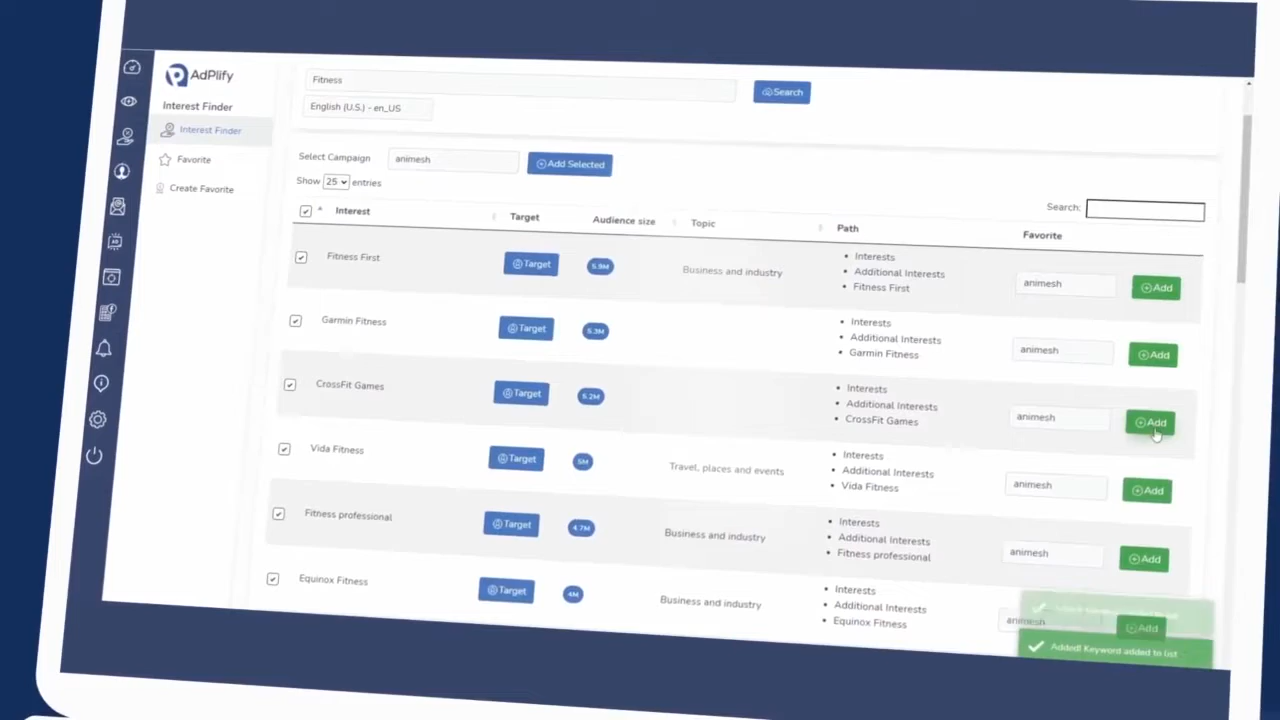 AdPlify
Fitness
Search
English (U.S.) - en_US
Interest Finder
Interest Finder
Favorite
Create Favorite
Select Campaign animesh Add Selected
Show 25 entries
Search:
Interest Target Audience size Topic Path Favorite
Fitness First Target 5.9M Business and industry
Interests
Additional Interests
Fitness First
animesh Add
Garmin Fitness Target 5.3M
Interests
Additional Interests
Garmin Fitness
animesh Add
CrossFit Games Target 5.2M
Interests
Additional Interests
CrossFit Games
animesh Add
Vida Fitness Target 5M Travel, places and events
Interests
Additional Interests
Vida Fitness
animesh Add
Fitness professional Target 4.7M Business and industry
Interests
Additional Interests
Fitness professional
animesh Add
Equinox Fitness Target 4M Business and industry
Interests
Additional Interests
Equinox Fitness
animesh Add
Added! Keyword added to list